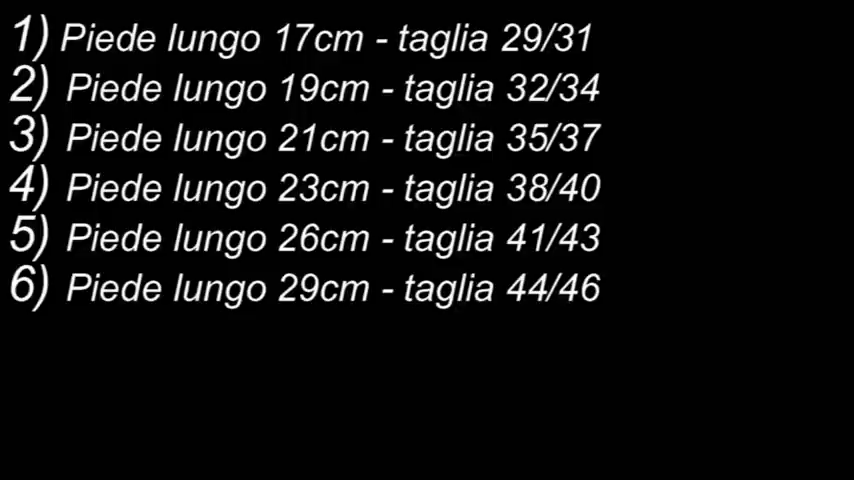 1) Piede lungo 17cm - taglia 29/31
2) Piede lungo 19cm - taglia 32/34
3) Piede lungo 21cm - taglia 35/37
4) Piede lungo 23cm - taglia 38/40
5) Piede lungo 26cm - taglia 41/43
6) Piede lungo 29cm - taglia 44/46